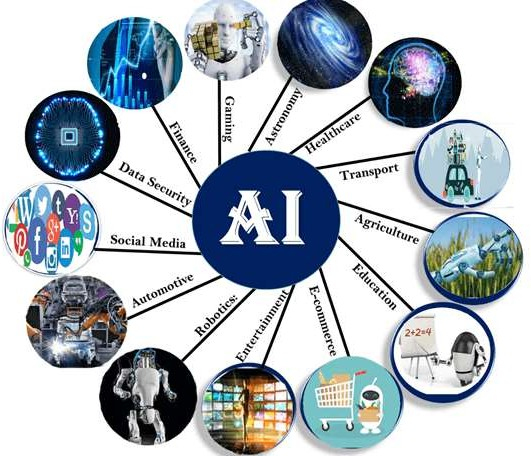 Gaming
Astronomy
Finance
Healthcare
Data Security
Transport
AI
Agriculture
Social Media
Automotive
Education
Robotics:
Entertainment
E-commerce
2+2=4